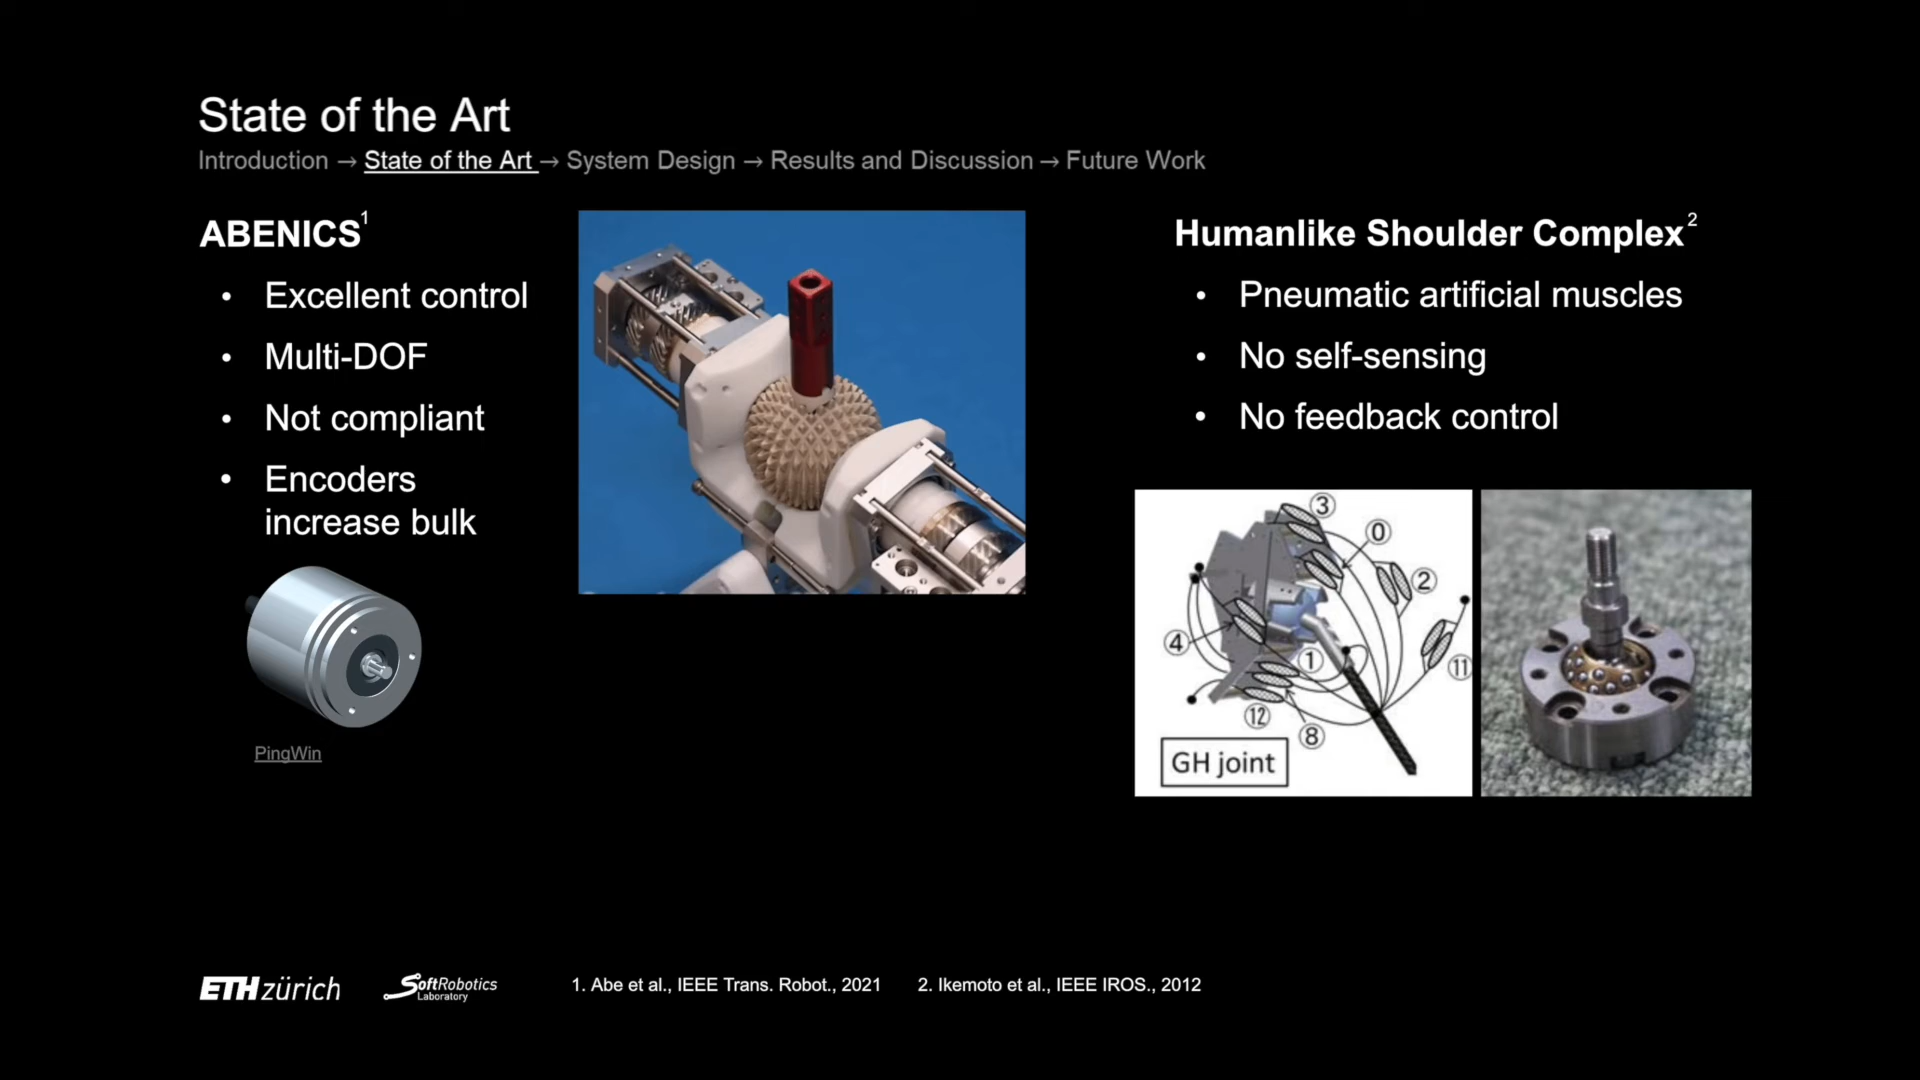 State of the Art
Introduction → State of the Art → System Design → Results and Discussion → Future Work
ABENICS¹
• Excellent control
• Multi-DOF
• Not compliant
• Encoders
increase bulk
PingWin
Humanlike Shoulder Complex²
• Pneumatic artificial muscles
• No self-sensing
• No feedback control
③
⓪
②
④
①
⑪
⑫
⑧
GH joint
ETH zürich
SoftRobotics
Laboratory
1. Abe et al., IEEE Trans. Robot., 2021
2. Ikemoto et al., IEEE IROS., 2012